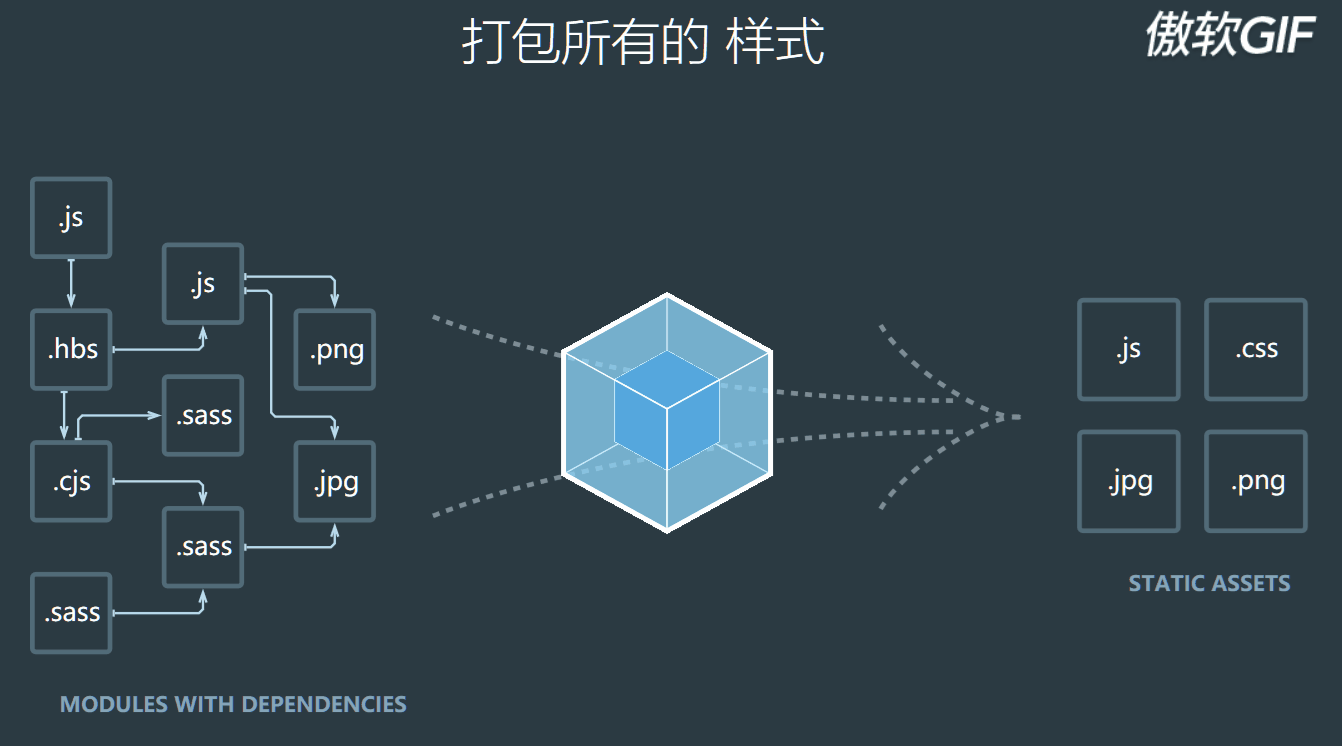 打包所有的 样式
傲软GIF
.js
.js
.hbs
.png
.sass
.cjs
.jpg
.sass
.sass
MODULES WITH DEPENDENCIES
.js
.css
.jpg
.png
STATIC ASSETS